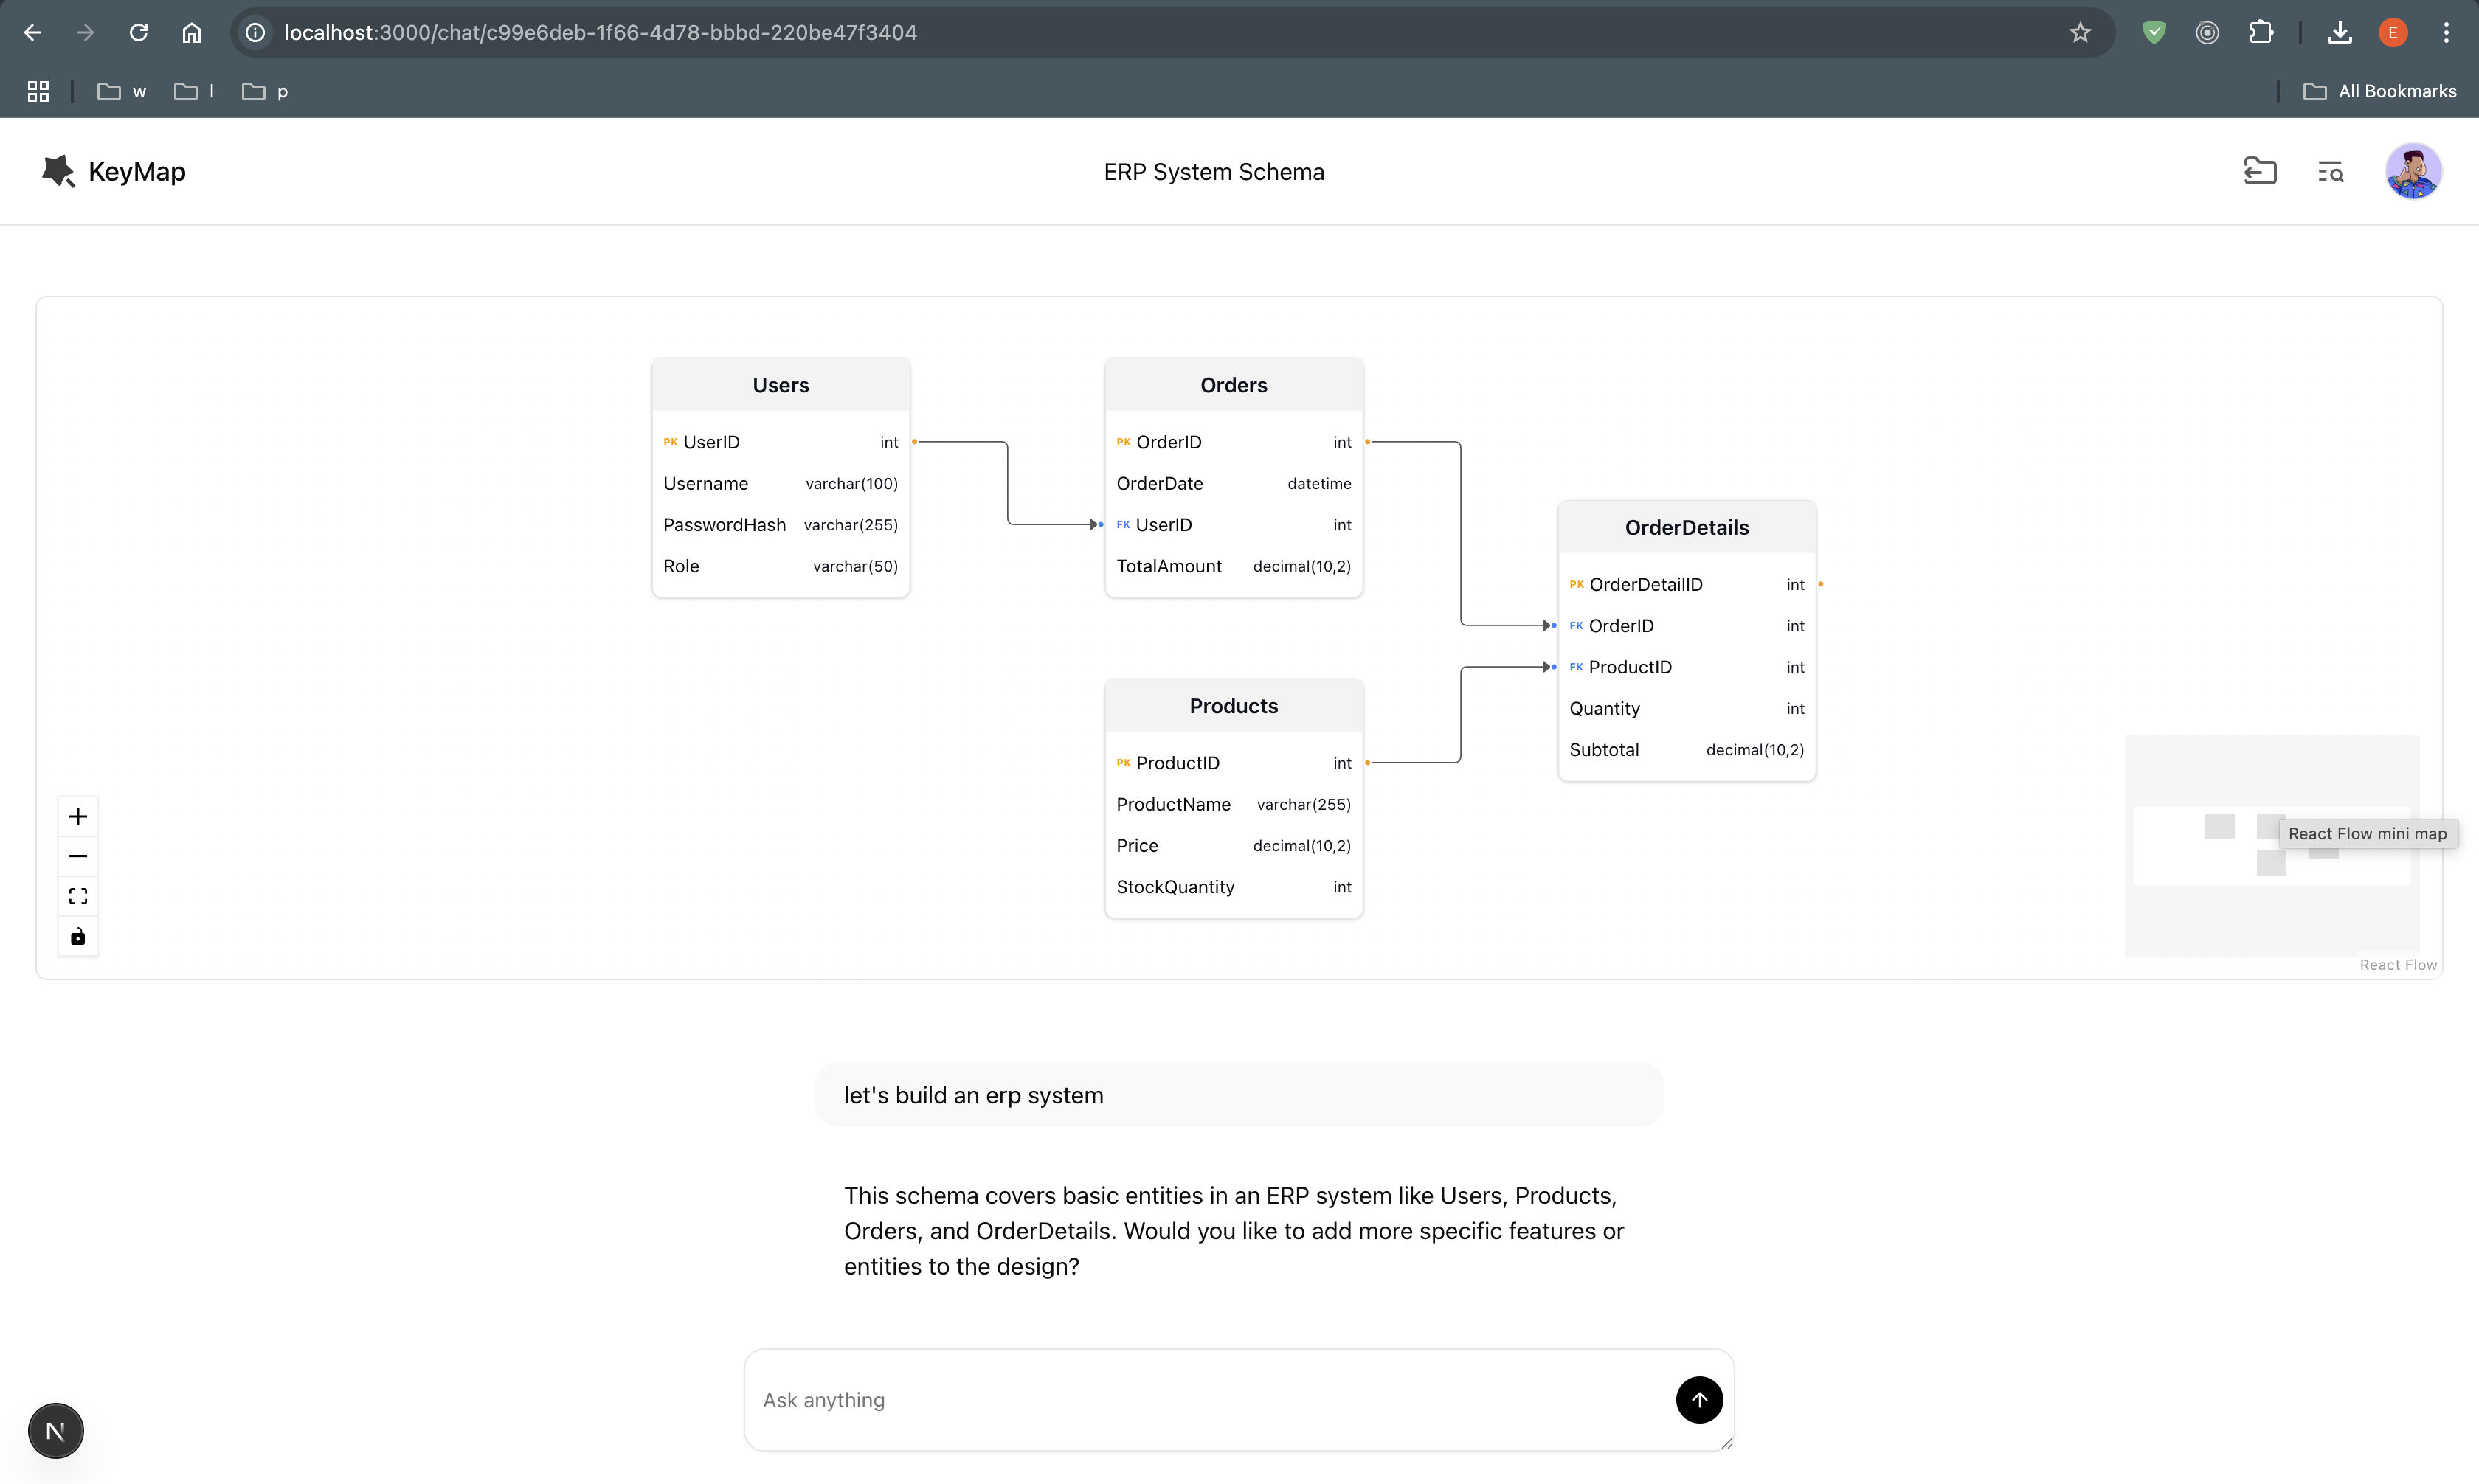 localhost:3000/chat/c99e6deb-1f66-4d78-bbbd-220be47f3404
E
w
l
p
All Bookmarks
KeyMap
ERP System Schema
Users
PK UserID int
Username varchar(100)
PasswordHash varchar(255)
Role varchar(50)
Orders
PK OrderID int
OrderDate datetime
FK UserID int
TotalAmount decimal(10,2)
OrderDetails
PK OrderDetailID int
FK OrderID int
FK ProductID int
Quantity int
Subtotal decimal(10,2)
Products
PK ProductID int
ProductName varchar(255)
Price decimal(10,2)
StockQuantity int
React Flow mini map
React Flow
let's build an erp system
This schema covers basic entities in an ERP system like Users, Products,
Orders, and OrderDetails. Would you like to add more specific features or
entities to the design?
Ask anything
N